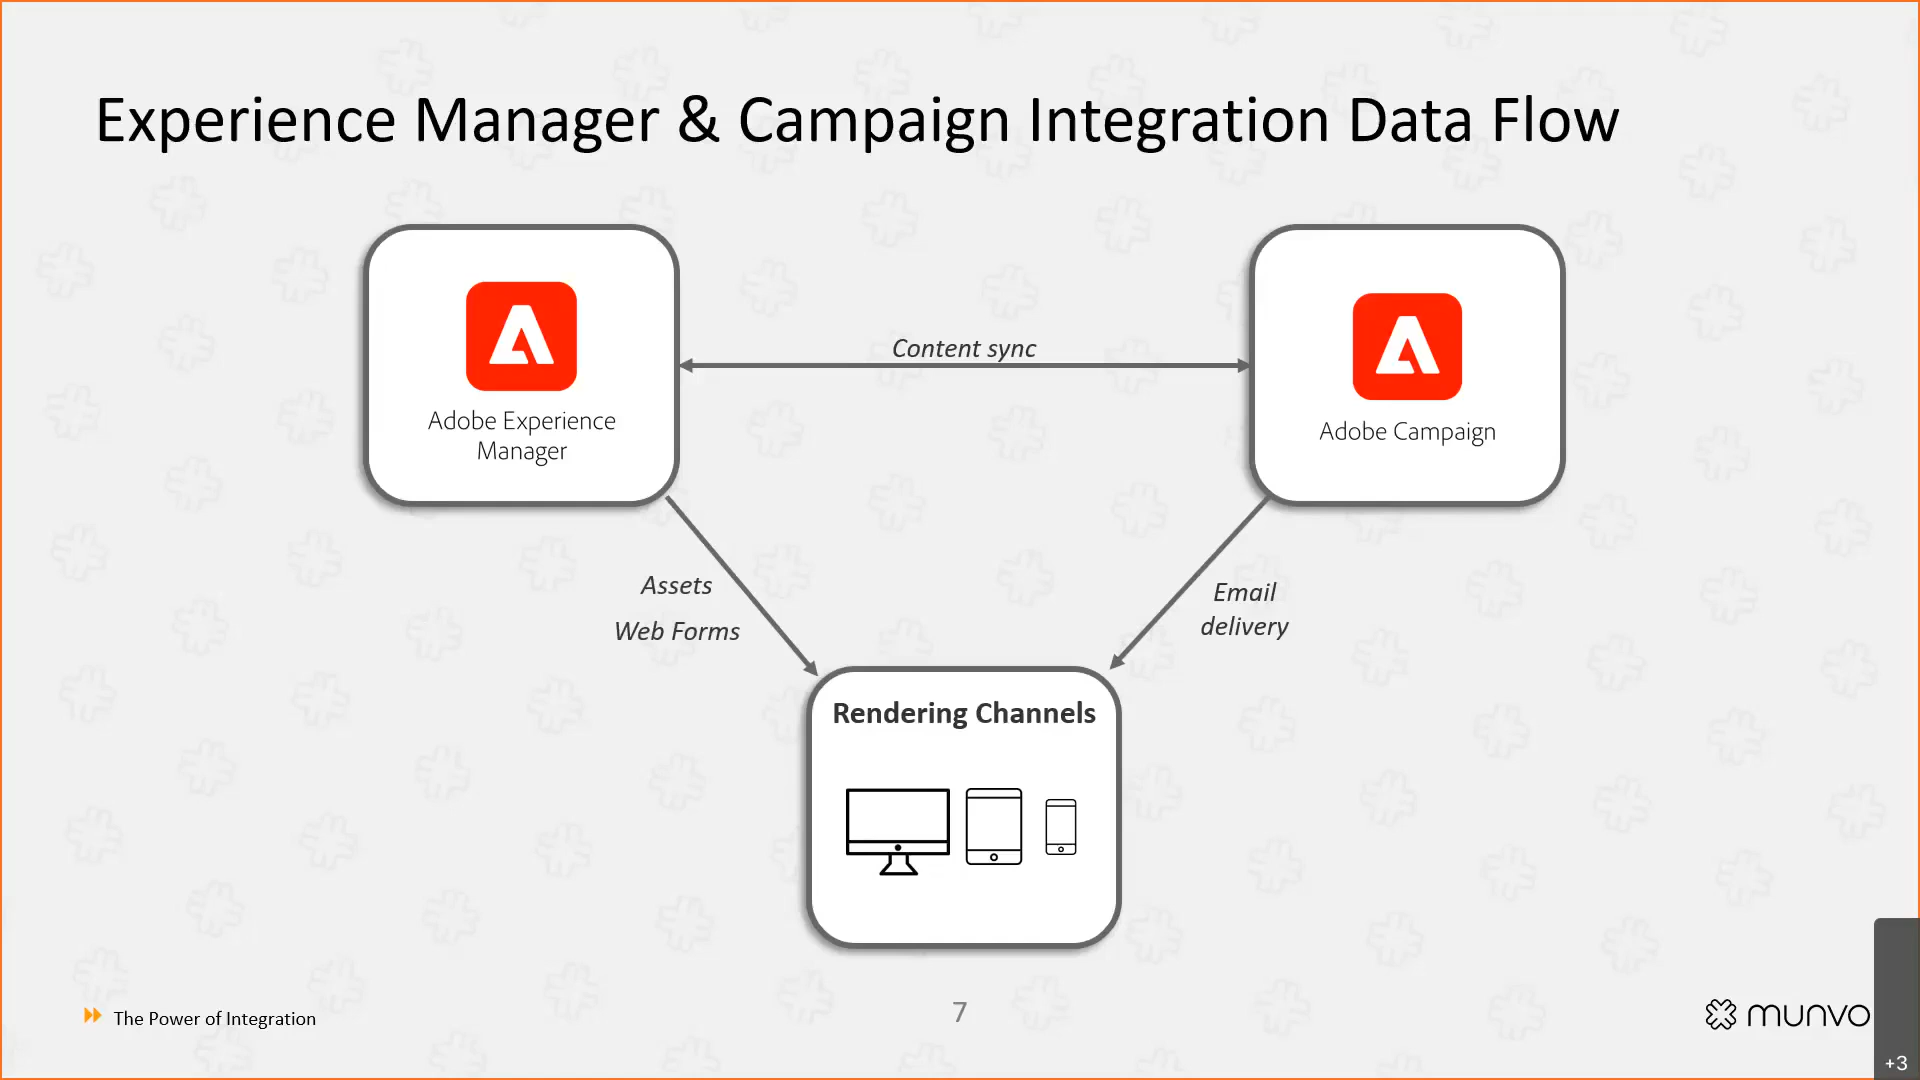 Experience Manager & Campaign Integration Data Flow
Adobe Experience
Manager
Content sync
Adobe Campaign
Assets
Web Forms
Email
delivery
Rendering Channels
The Power of Integration
7
munvo
+3